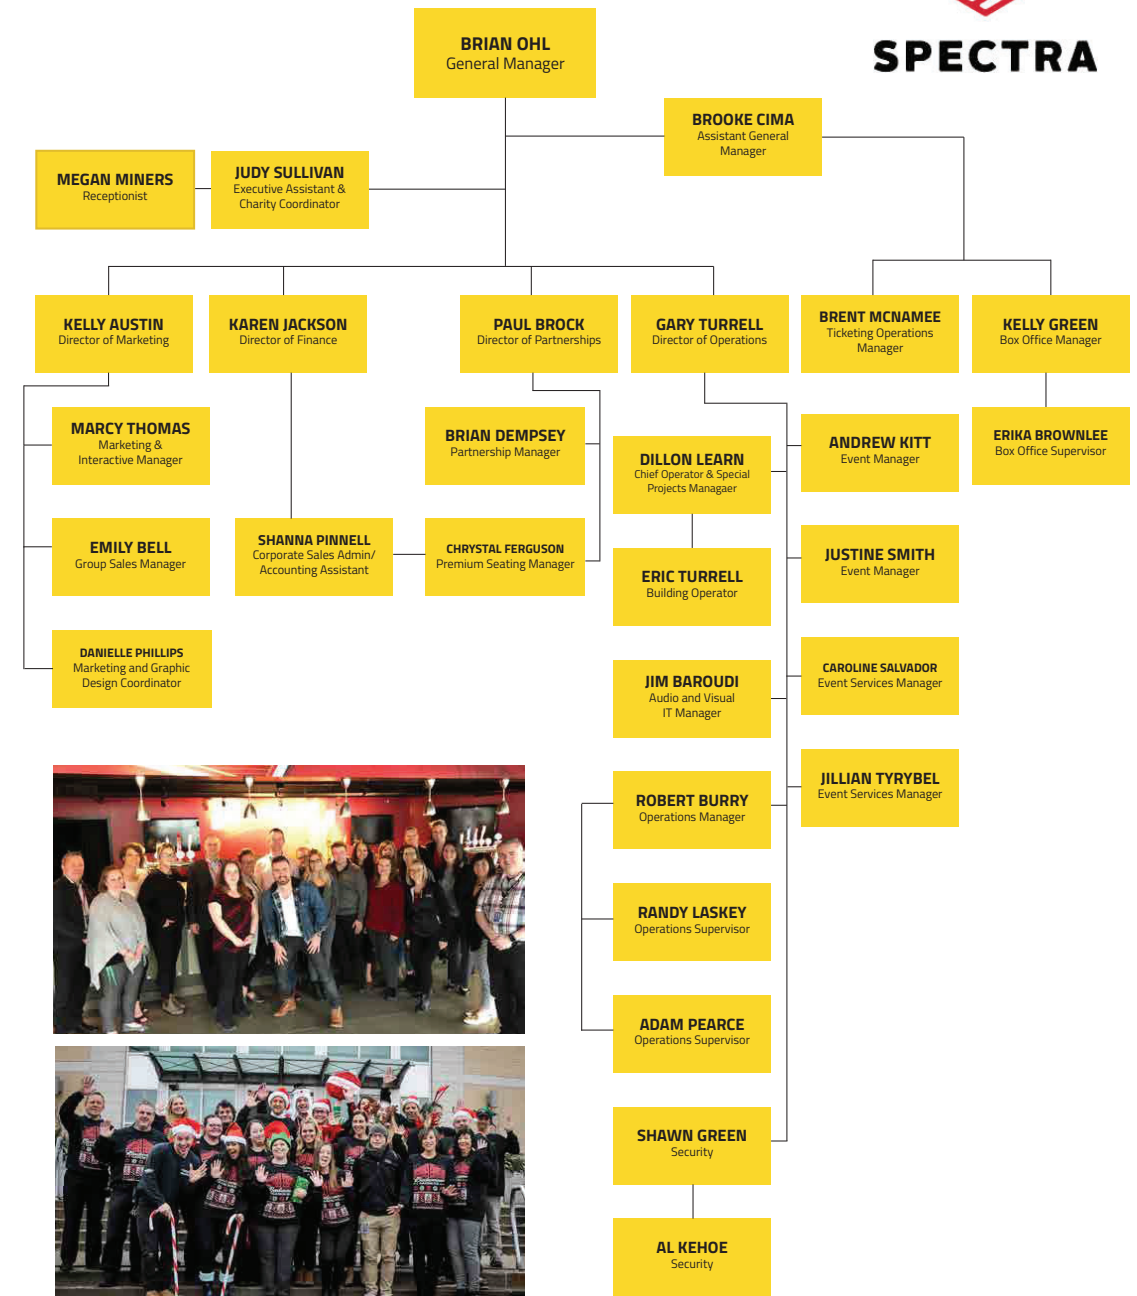 BRIAN OHL
General Manager
SPECTRA
BROOKE CIMA
Assistant General
Manager
MEGAN MINERS
Receptionist
JUDY SULLIVAN
Executive Assistant &
Charity Coordinator
KELLY AUSTIN
Director of Marketing
KAREN JACKSON
Director of Finance
PAUL BROCK
Director of Partnerships
GARY TURRELL
Director of Operations
BRENT MCNAMEE
Ticketing Operations
Manager
KELLY GREEN
Box Office Manager
MARCY THOMAS
Marketing &
Interactive Manager
BRIAN DEMPSEY
Partnership Manager
DILLON LEARN
Chief Operator & Special
Projects Managaer
ANDREW KITT
Event Manager
ERIKA BROWNLEE
Box Office Supervisor
EMILY BELL
Group Sales Manager
SHANNA PINNELL
Corporate Sales Admin/
Accounting Assistant
CHRYSTAL FERGUSON
Premium Seating Manager
ERIC TURRELL
Building Operator
JUSTINE SMITH
Event Manager
DANIELLE PHILLIPS
Marketing and Graphic
Design Coordinator
JIM BAROUDI
Audio and Visual
IT Manager
CAROLINE SALVADOR
Event Services Manager
ROBERT BURRY
Operations Manager
JILLIAN TYRYBEL
Event Services Manager
RANDY LASKEY
Operations Supervisor
ADAM PEARCE
Operations Supervisor
SHAWN GREEN
Security
AL KEHOE
Security